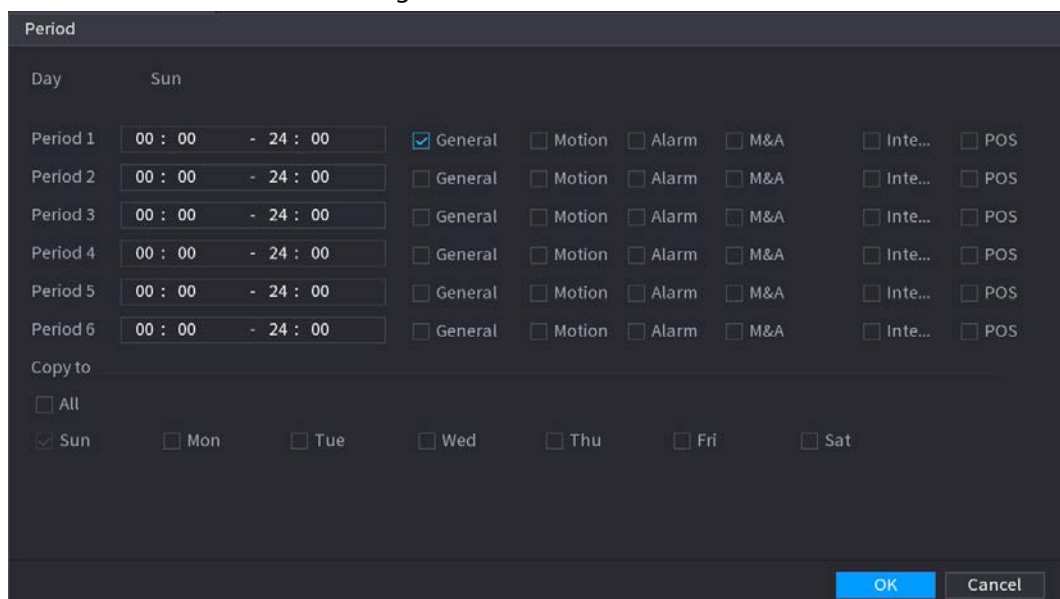 Period
Day Sun
Period 1 00 : 00 - 24 : 00 General Motion Alarm M&A Inte... POS
Period 2 00 : 00 - 24 : 00 General Motion Alarm M&A Inte... POS
Period 3 00 : 00 - 24 : 00 General Motion Alarm M&A Inte... POS
Period 4 00 : 00 - 24 : 00 General Motion Alarm M&A Inte... POS
Period 5 00 : 00 - 24 : 00 General Motion Alarm M&A Inte... POS
Period 6 00 : 00 - 24 : 00 General Motion Alarm M&A Inte... POS
Copy to
All
Sun Mon Tue Wed Thu Fri Sat
OK Cancel